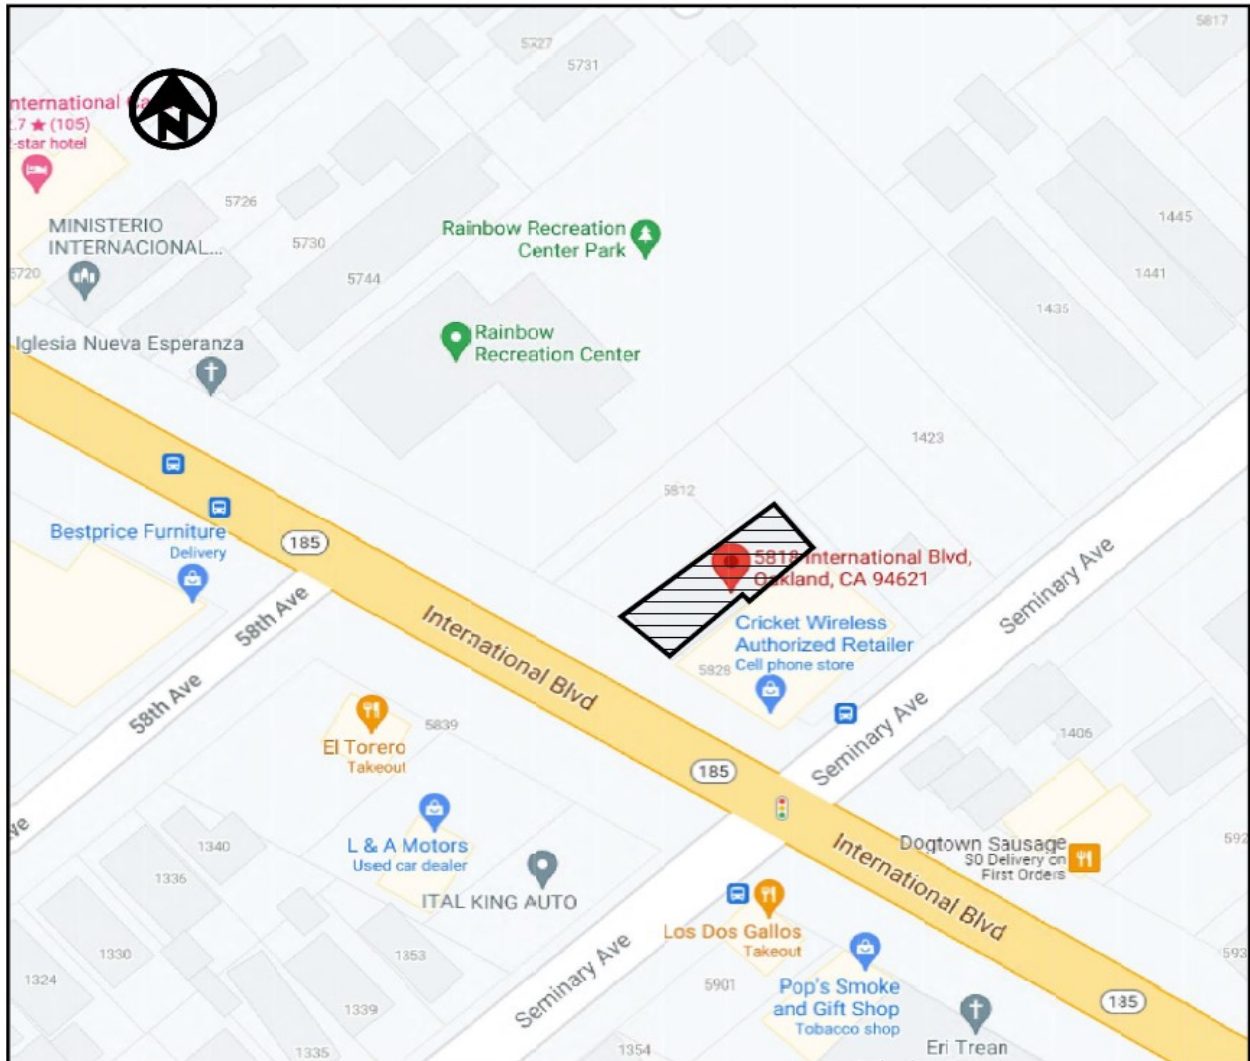 5817
5727
5731
N
nternational Ca
.7 ★ (105)
-star hotel
5726
MINISTERIO
INTERNACIONAL...
5720
5730
5744
Rainbow Recreation
Center Park
1445
1441
1435
Iglesia Nueva Esperanza
Rainbow
Recreation Center
1423
5812
Bestprice Furniture
Delivery
185
58th Ave
5818 International Blvd,
Oakland, CA 94621
Seminary Ave
International Blvd
Cricket Wireless
Authorized Retailer
Cell phone store
5828
58th Ave
El Torero
Takeout
5839
185
Seminary Ave
1406
ve
L & A Motors
Used car dealer
1340
1336
ITAL KING AUTO
International Blvd
Dogtown Sausage
$0 Delivery on
First Orders
592
Los Dos Gallos
Takeout
Seminary Ave
1330
1353
1324
1339
5901
Pop's Smoke
and Gift Shop
Tobacco shop
593
185
1335
1354
Eri Trean